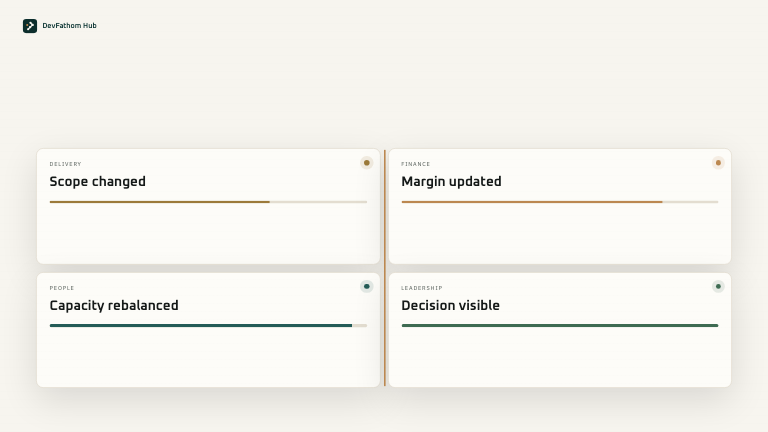 DevFathom Hub
DELIVERY
Scope changed
FINANCE
Margin updated
PEOPLE
Capacity rebalanced
LEADERSHIP
Decision visible